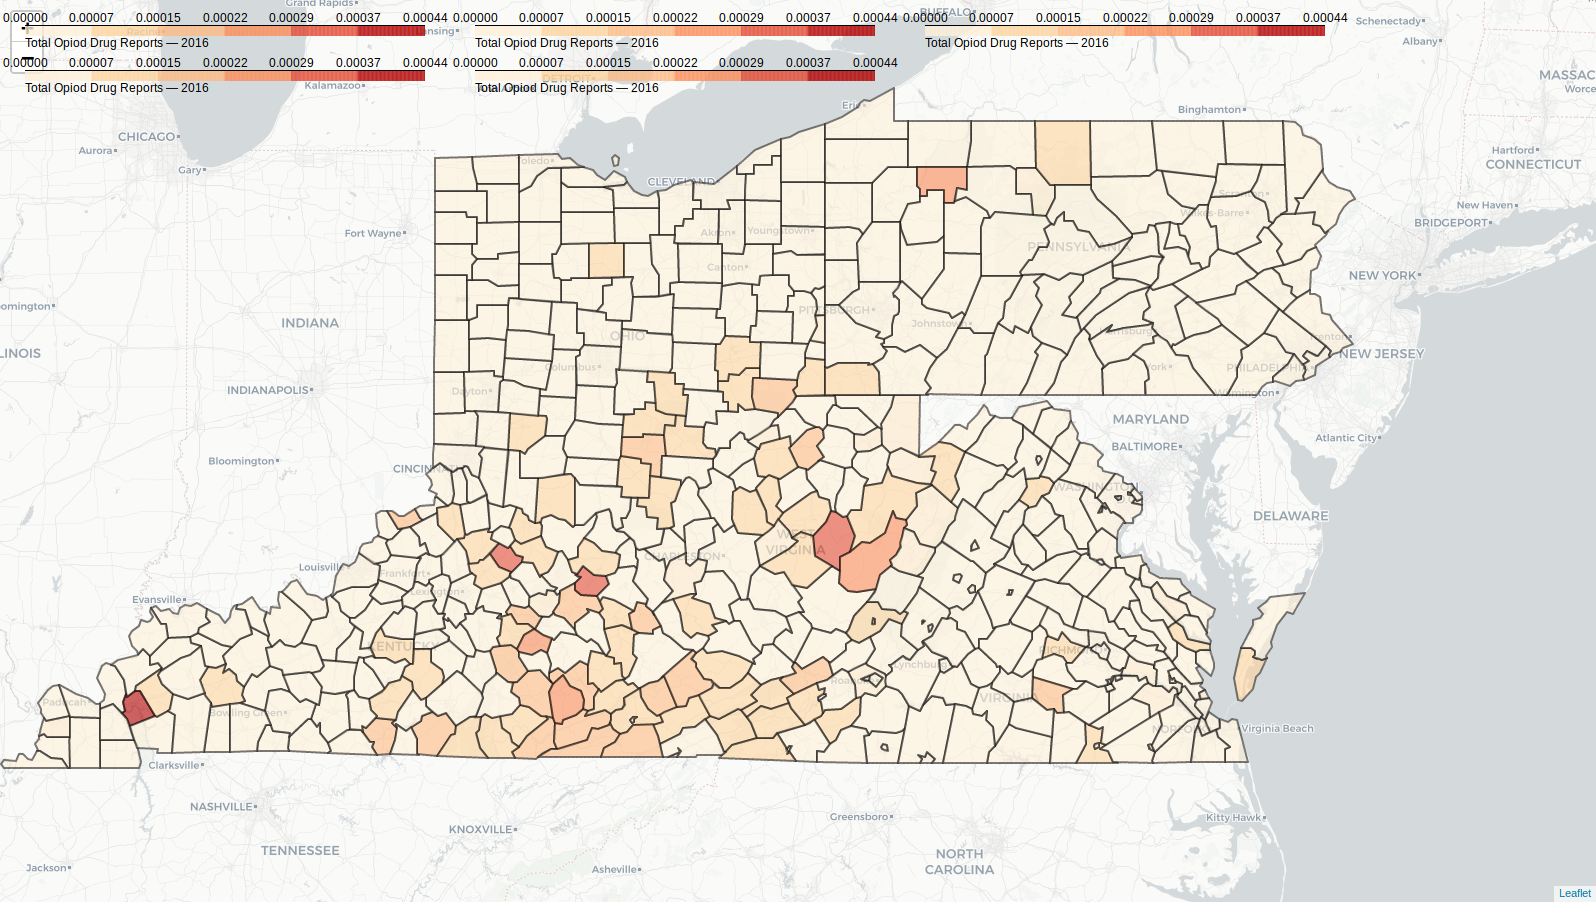 Grand Rapids
BUFFALO
0.00000 0.00007 0.00015 0.00022 0.00029 0.00037 0.00044
0.00000 0.00007 0.00015 0.00022 0.00029 0.00037 0.00044
0.00000 0.00007 0.00015 0.00022 0.00029 0.00037 0.00044
Schenectady
Total Opiod Drug Reports — 2016
Total Opiod Drug Reports — 2016
Total Opiod Drug Reports — 2016
Albany
0.00000 0.00007 0.00015 0.00022 0.00029 0.00037 0.00044
0.00000 0.00007 0.00015 0.00022 0.00029 0.00037 0.00044
DETROIT
MASSAC
Worce
Total Opiod Drug Reports — 2016
Total Opiod Drug Reports — 2016
Kalamazoo
Erie
Binghamton
CHICAGO
Aurora
Hartford
CONNECTICUT
Toledo
Gary
CLEVELAND
Scranton
New Haven
Wilkes-Barre
BRIDGEPORT
Fort Wayne
Akron
Youngstown
PENNSYLVANIA
Canton
NEW YORK
oomington
PITTSBURGH
INDIANA
Johnstown
Harrisburg
OHIO
Trenton
LINOIS
NEW JERSEY
Columbus
York
PHILADELPHIA
INDIANAPOLIS
Dayton
Wilmington
MARYLAND
BALTIMORE
Atlantic City
Bloomington
CINCINNATI
WASHINGTON
DELAWARE
WEST
VIRGINIA
CHARLESTON
Louisville
Frankfort
Lexington
Evansville
KENTUCKY
RICHMOND
Lynchburg
Roanoke
VIRGINIA
Paducah
Bowling Green
NORFOLK
Virginia Beach
Clarksville
NASHVILLE
Greensboro
Kitty Hawk
KNOXVILLE
TENNESSEE
NORTH
CAROLINA
Jackson
Asheville
Leaflet